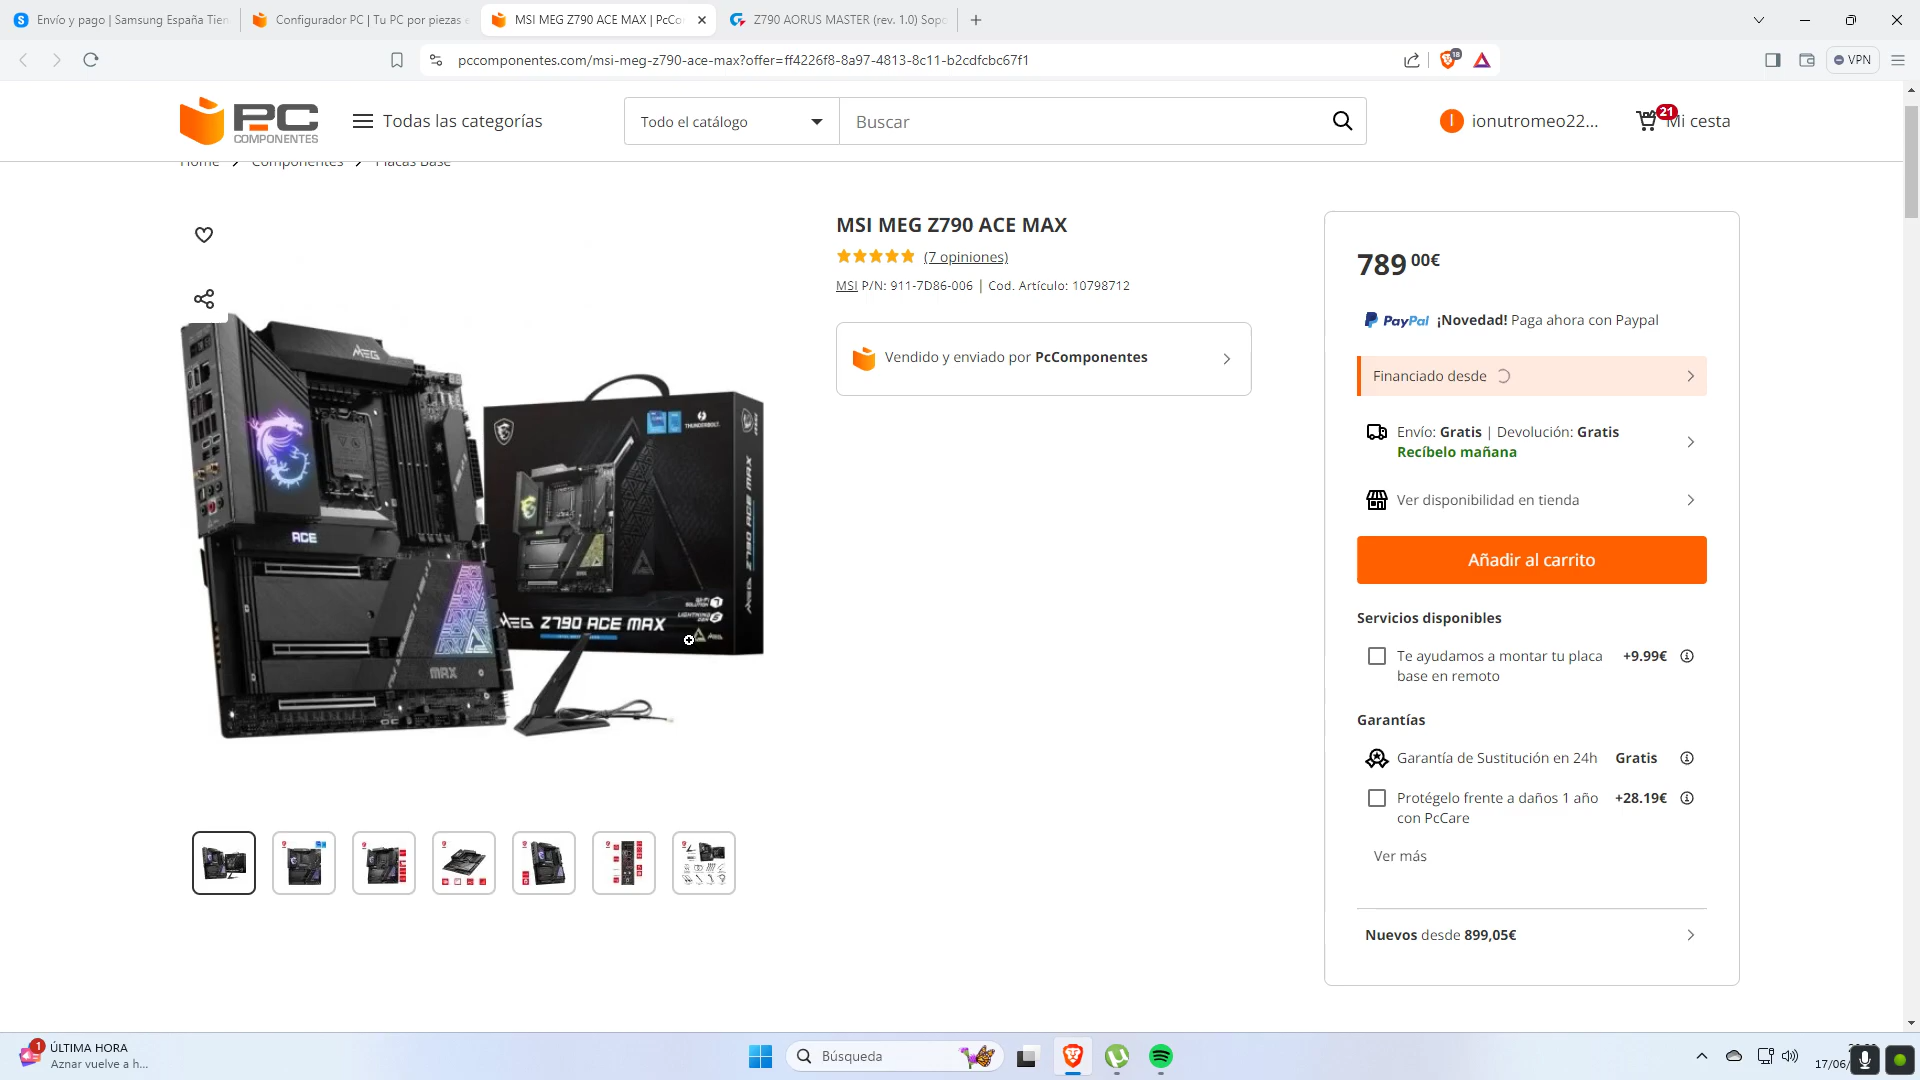 Envío y pago | Samsung España Tien
Configurador PC | Tu PC por piezas e
MSI MEG Z790 ACE MAX | PcCo
Z790 AORUS MASTER (rev. 1.0) Sopo
pccomponentes.com/msi-meg-z790-ace-max?offer=ff4226f8-8a97-4813-8c11-b2cdfcbc67f1
18
VPN
PC
COMPONENTES
Todas las categorías
Todo el catálogo
Buscar
I
ionutromeo22...
21
Mi cesta
Home
Componentes
Placas Base
MSI MEG Z790 ACE MAX
(7 opiniones)
MSI P/N: 911-7D86-006 | Cod. Artículo: 10798712
Vendido y enviado por PcComponentes
789 00€
PayPal ¡Novedad! Paga ahora con Paypal
Financiado desde
Envío: Gratis | Devolución: Gratis
Recíbelo mañana
Ver disponibilidad en tienda
Añadir al carrito
Servicios disponibles
Te ayudamos a montar tu placa base en remoto
+9.99€
Garantías
Garantía de Sustitución en 24h
Gratis
Protégelo frente a daños 1 año con PcCare
+28.19€
Ver más
Nuevos desde 899,05€
MEG
ACE
MAX
OC
THUNDERBOLT
MEG Z790 ACE MAX
MEG Z790 ACE MAX
LIGHTNING
MEG
1
ÚLTIMA HORA
Aznar vuelve a h...
Búsqueda
17/06/